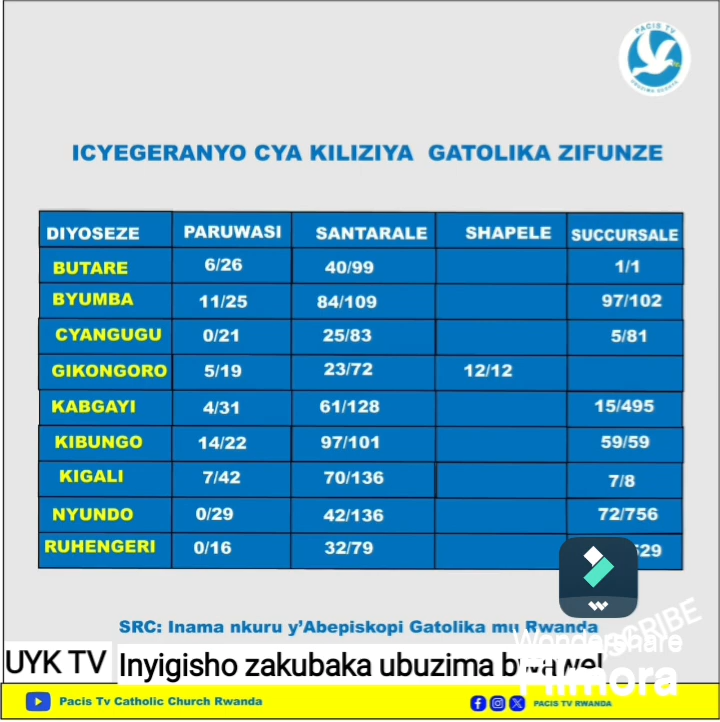 PACIS TV
ICYEGERANYO CYA KILIZIYA GATOLIKA ZIFUNZE
DIYOSEZE PARUWASI SANTARALE SHAPELE SUCCURSALE
BUTARE 6/26 40/99 1/1
BYUMBA 11/25 84/109 97/102
CYANGUGU 0/21 25/83 5/81
GIKONGORO 5/19 23/72 12/12
KABGAYI 4/31 61/128 15/495
KIBUNGO 14/22 97/101 59/59
KIGALI 7/42 70/136 7/8
NYUNDO 0/29 42/136 72/756
RUHENGERI 0/16 32/79
SRC: Inama nkuru y'Abepiskopi Gatolika mu Rwanda
UYK TV Inyigisho zakubaka ubuzima
Wondershare
Filmora
Pacis Tv Catholic Church Rwanda PACIS TV RWANDA